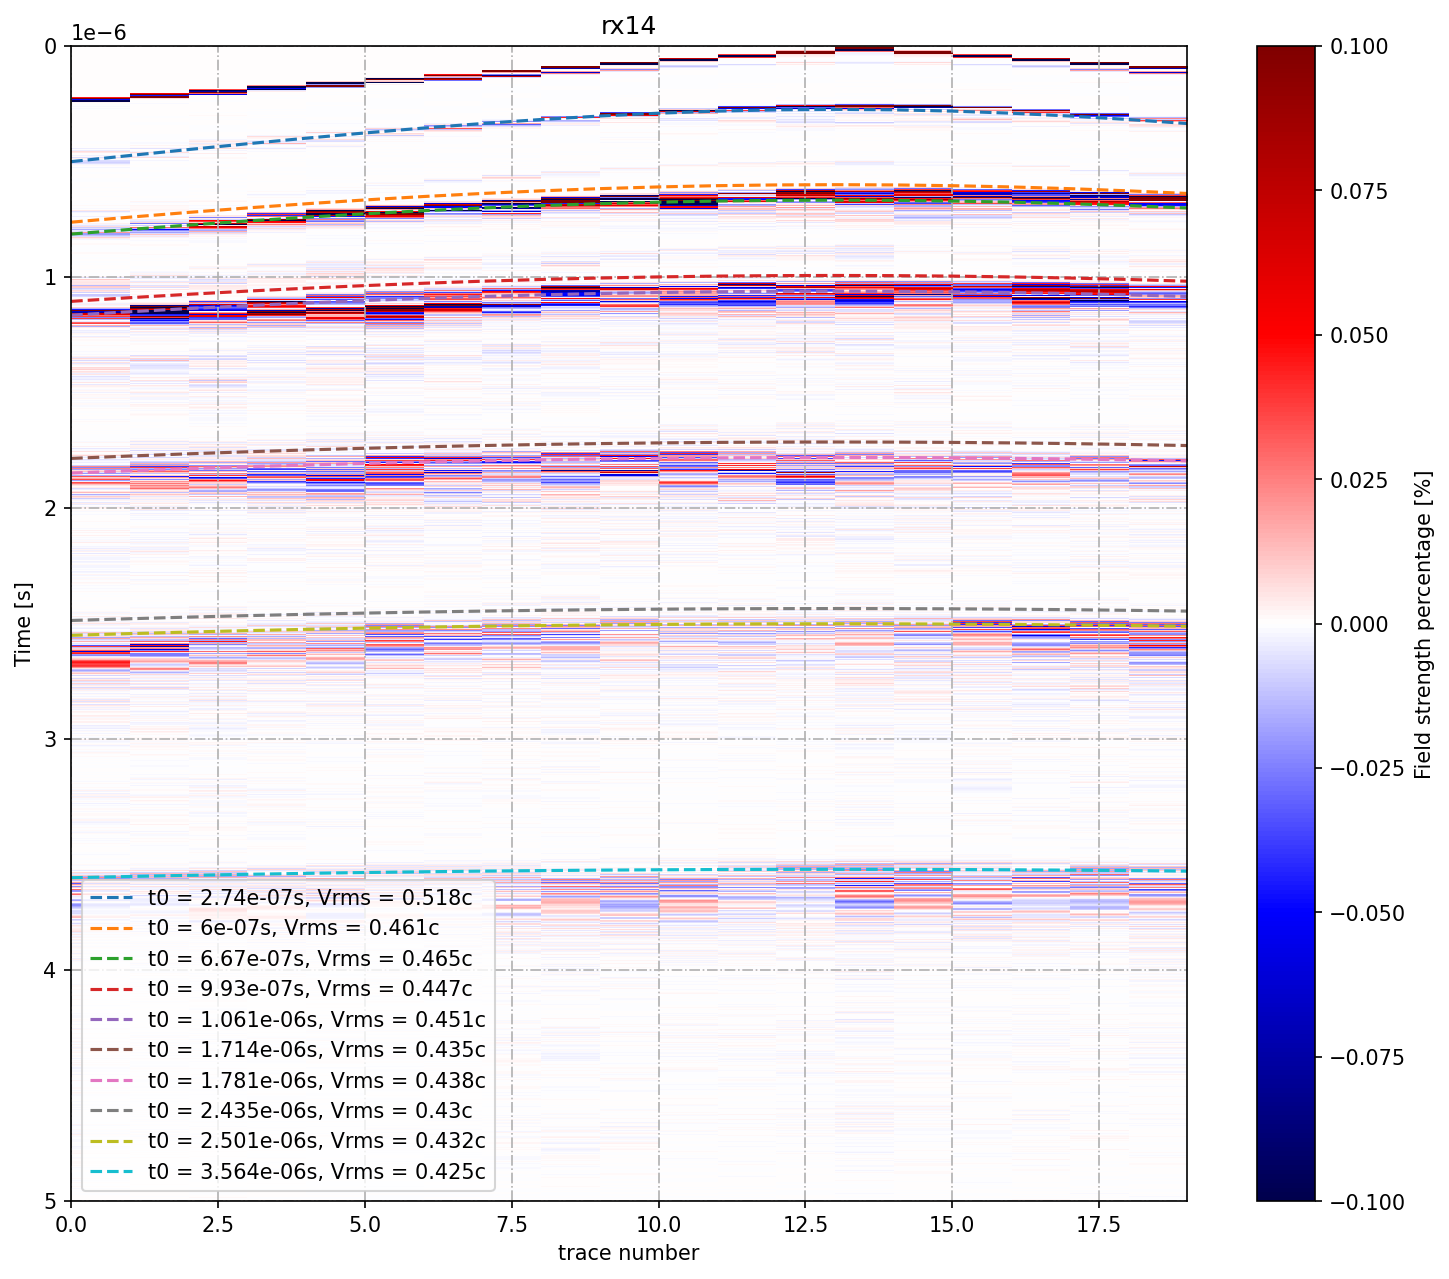 rx14
1e−6
0
1
2
3
4
5
Time [s]
0.0
2.5
5.0
7.5
10.0
12.5
15.0
17.5
trace number
t0 = 2.74e-07s, Vrms = 0.518c
t0 = 6e-07s, Vrms = 0.461c
t0 = 6.67e-07s, Vrms = 0.465c
t0 = 9.93e-07s, Vrms = 0.447c
t0 = 1.061e-06s, Vrms = 0.451c
t0 = 1.714e-06s, Vrms = 0.435c
t0 = 1.781e-06s, Vrms = 0.438c
t0 = 2.435e-06s, Vrms = 0.43c
t0 = 2.501e-06s, Vrms = 0.432c
t0 = 3.564e-06s, Vrms = 0.425c
0.100
0.075
0.050
0.025
0.000
−0.025
−0.050
−0.075
−0.100
Field strength percentage [%]